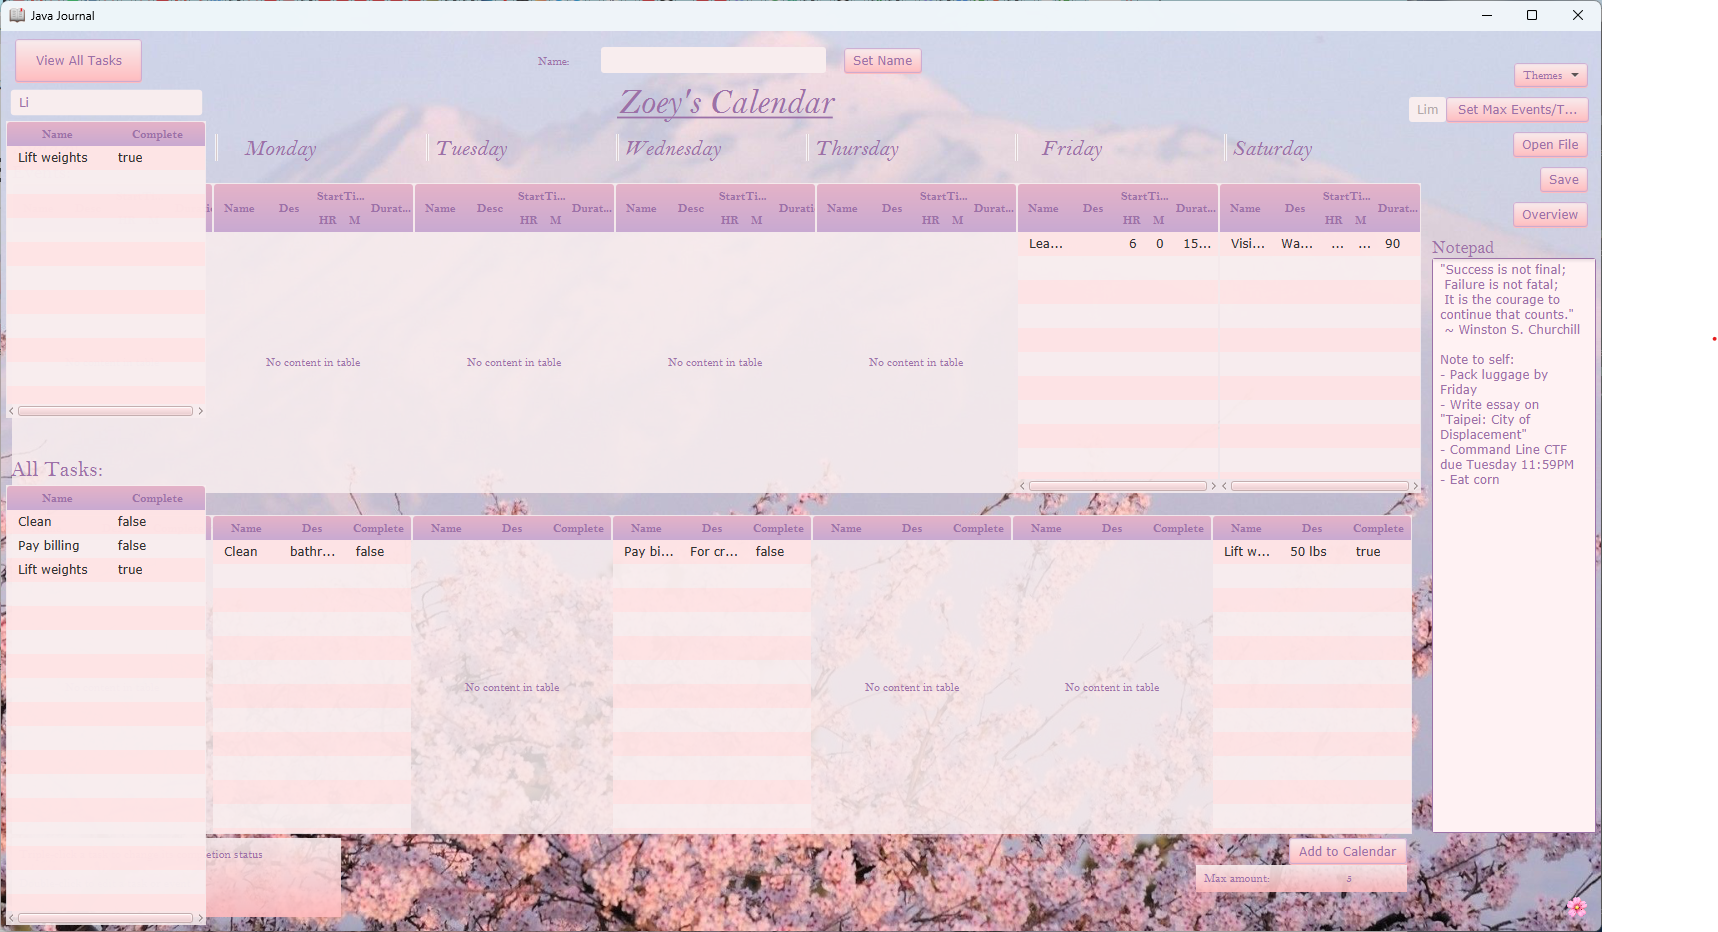 Java Journal
View All Tasks
Name:
Set Name
Themes
Li
Zoey's Calendar
Lim
Set Max Events/T...
Name Complete
Lift weights true
Monday Tuesday Wednesday Thursday Friday Saturday
Open File
Save
Overview
StartTi... StartTi... StartTi... StartTi... StartTi... StartTi...
Name Des Durat... Name Desc Durat... Name Desc Durati Name Des Durat... Name Des Durat... Name Des Durat...
HR M HR M HR M HR M HR M HR M
Lea... 6 0 15... Visi... Wa... ... ... 90
No content in table No content in table No content in table No content in table
Notepad
"Success is not final;
Failure is not fatal;
It is the courage to
continue that counts."
~ Winston S. Churchill
Note to self:
- Pack luggage by
Friday
- Write essay on
"Taipei: City of
Displacement"
- Command Line CTF
due Tuesday 11:59PM
- Eat corn
All Tasks:
Name Complete
Clean false
Pay billing false
Lift weights true
Name Des Complete Name Des Complete Name Des Complete Name Des Complete Name Des Complete Name Des Complete
Clean bathr... false Pay bi... For cr... false Lift w... 50 lbs true
No content in table No content in table No content in table
etion status
Add to Calendar
Max amount: 5